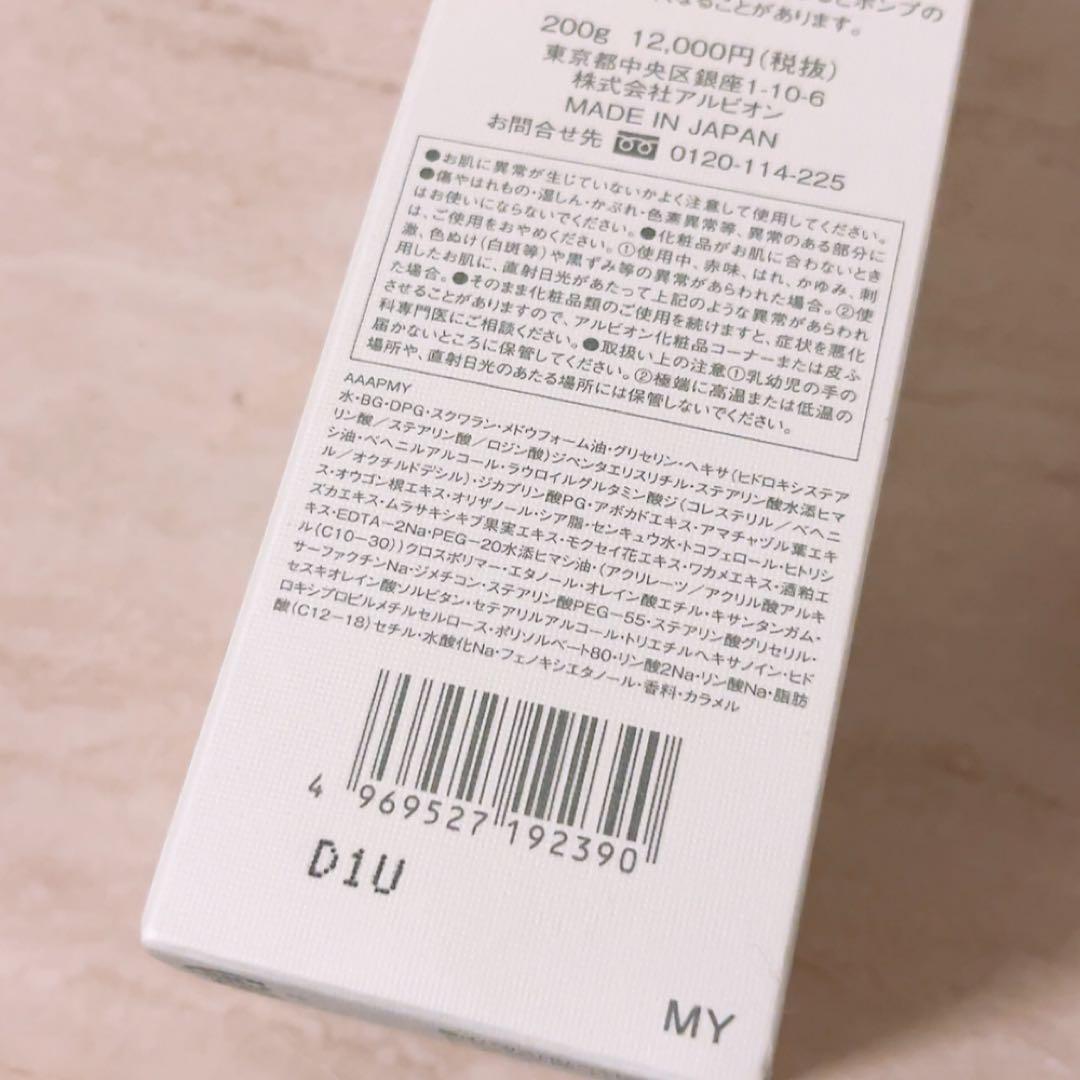 ポンプの
なることがあります。
200g 12,000円(税抜)
東京都中央区銀座1-10-6
株式会社アルビオン
MADE IN JAPAN
お問合せ先 0120-114-225
●お肌に異常が生じていないかよく注意して使用してください。
●傷やはれもの・湿しん・かぶれ・色素異常等、異常のある部分に
はお使いにならないでください。●化粧品がお肌に合わないとき
は、ご使用をおやめください。①使用中、赤味、はれ、かゆみ、刺
激、色ぬけ(白斑等)や黒ずみ等の異常があらわれた場合。②使
用したお肌に、直射日光があたって上記のような異常があらわれ
た場合。●そのまま化粧品類のご使用を続けますと、症状を悪化
させることがありますので、アルビオン化粧品コーナーまたは皮ふ
科専門医にご相談ください。●取扱い上の注意①乳幼児の手の
届かないところに保管してください。②極端に高温または低温の
場所や、直射日光のあたる場所には保管しないでください。
AAAPMY
水・BG・DPG・スクワラン・メドウフォーム油・グリセリン・ヘキサ(ヒドロキシステア
リン酸/ステアリン酸/ロジン酸)ジペンタエリスリチル・ステアリン酸水添ヒマ
シ油・ベヘニルアルコール・ラウロイルグルタミン酸ジ(コレステリル/ベヘニ
ル/オクチルドデシル)・ジカプリン酸PG・アボカドエキス・アマチャヅル葉エキ
ス・オウゴン根エキス・オリザノール・シア脂・センキュウ水・トコフェロール・ヒトリシ
ズカエキス・ムラサキシキブ果実エキス・モクセイ花エキス・ワカメエキス・酒粕エ
キス・EDTA-2Na・PEG-20水添ヒマシ油・(アクリレーツ/アクリル酸アルキ
ル(C10-30))クロスポリマー・エタノール・オレイン酸エチル・キサンタンガム・
サーファクチンNa・ジメチコン・ステアリン酸PEG-55・ステアリン酸グリセリル・
セスキオレイン酸ソルビタン・セテアリルアルコール・トリエチルヘキサノイン・ヒド
ロキシプロピルメチルセルロース・ポリソルベート80・リン酸2Na・リン酸Na・脂肪
酸(C12-18)セチル・水酸化Na・フェノキシエタノール・香料・カラメル
4 969527 192390
D1U
MY